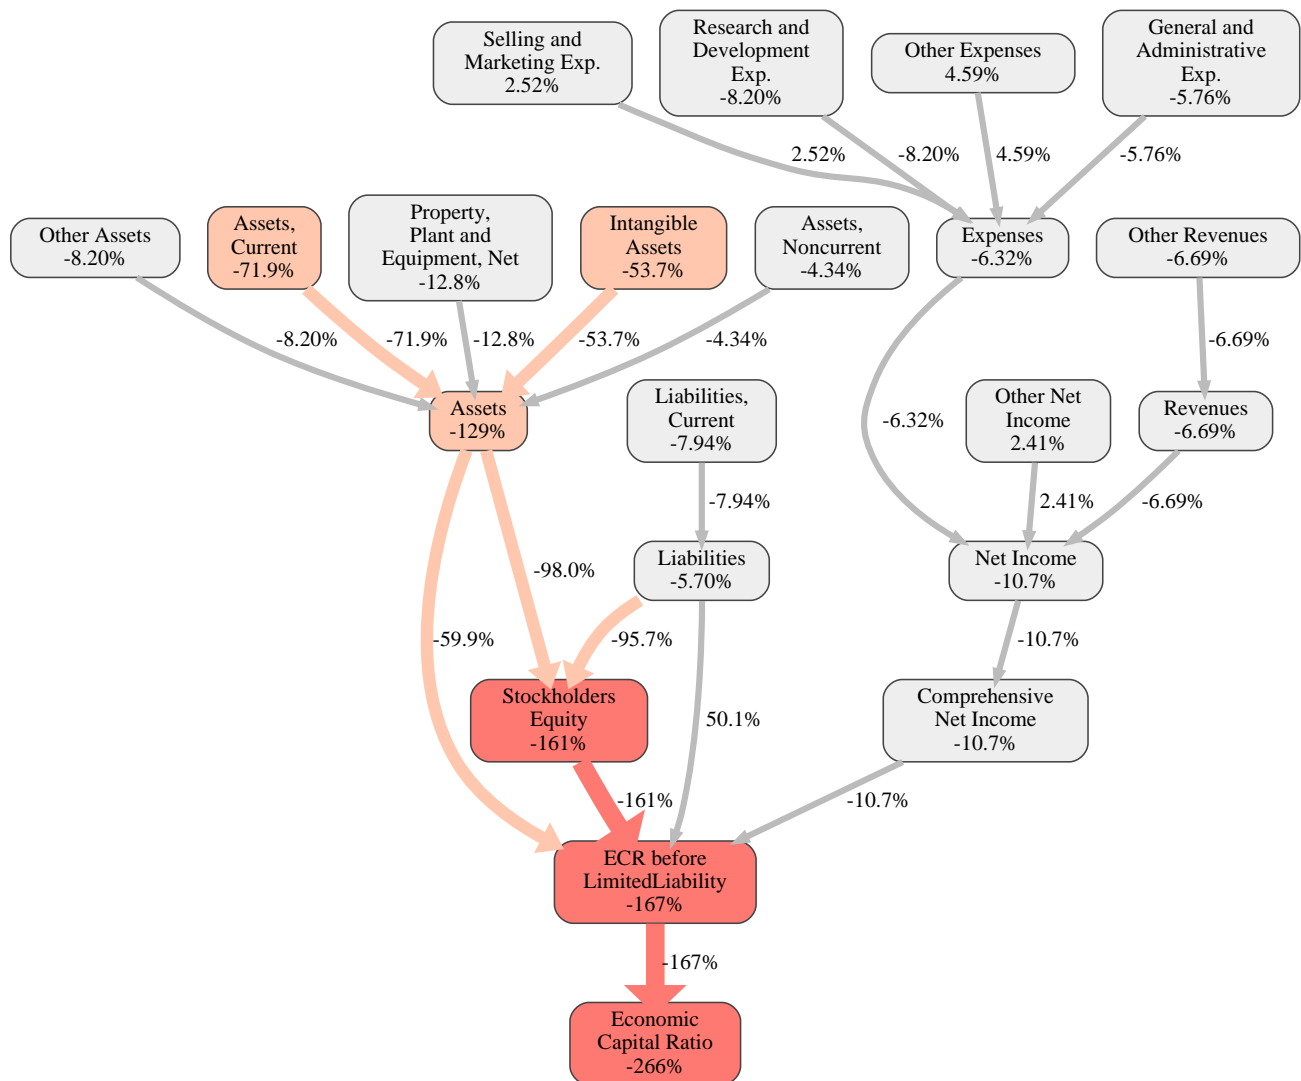 Selling and
Marketing Exp.
2.52%
Research and
Development
Exp.
-8.20%
Other Expenses
4.59%
General and
Administrative
Exp.
-5.76%
2.52%
-8.20%
4.59%
-5.76%
Other Assets
-8.20%
Assets,
Current
-71.9%
Property,
Plant and
Equipment, Net
-12.8%
Intangible
Assets
-53.7%
Assets,
Noncurrent
-4.34%
Expenses
-6.32%
Other Revenues
-6.69%
-8.20%
-71.9%
-12.8%
-53.7%
-4.34%
-6.69%
Assets
-129%
Liabilities,
Current
-7.94%
-6.32%
Other Net
Income
2.41%
Revenues
-6.69%
-7.94%
2.41%
-6.69%
-98.0%
Liabilities
-5.70%
Net Income
-10.7%
-59.9%
-95.7%
-10.7%
Stockholders
Equity
-161%
50.1%
Comprehensive
Net Income
-10.7%
-161%
-10.7%
ECR before
LimitedLiability
-167%
-167%
Economic
Capital Ratio
-266%